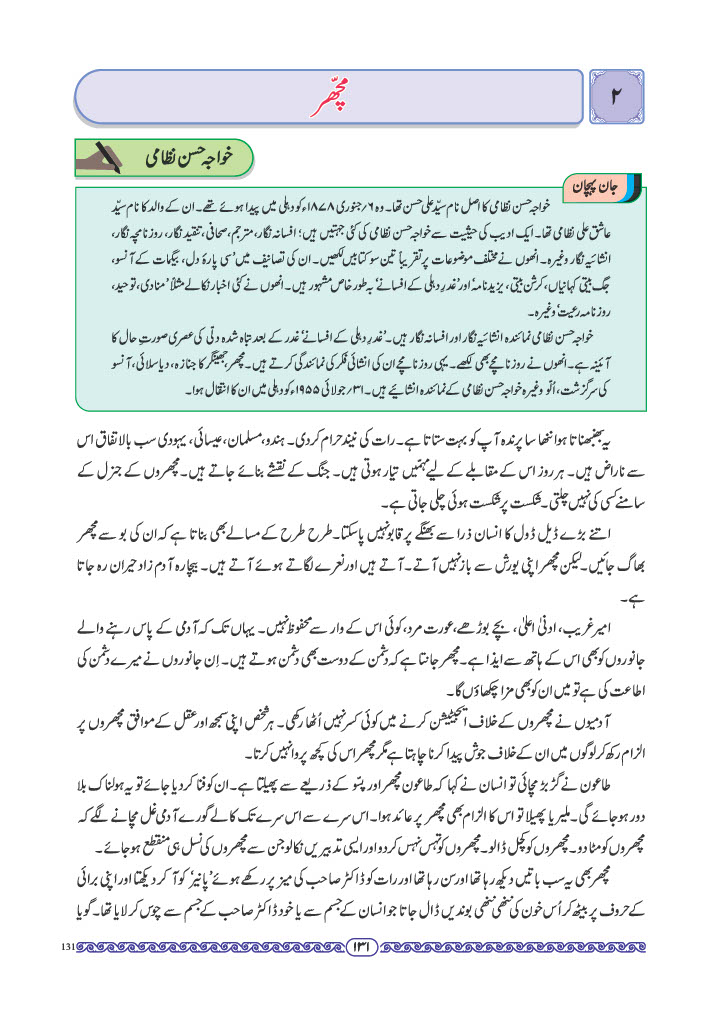 ۲
مچھّر
خواجہ حسن نظامی
جان پہچان
خواجہ حسن نظامی کا اصل نام سیّد علی حسن تھا۔ وہ ۶؍جنوری ۱۸۷۸ء کو دہلی میں پیدا ہوئے تھے۔ ان کے والد کا نام سیّد
عاشق علی نظامی تھا۔ ایک ادیب کی حیثیت سے خواجہ حسن نظامی کی کئی جہتیں ہیں؛ افسانہ نگار، مترجم، صحافی، تنقید نگار، روزنامچہ نگار،
انشائیہ نگار وغیرہ۔ انھوں نے مختلف موضوعات پر تقریباً تین سو کتابیں لکھیں۔ ان کی تصانیف میں ’سی پارۂ دل، بیگمات کے آنسو،
جگ بیتی کہانیاں، کرشن بیتی، یزید نامہ‘ اور ’غدرِ دہلی کے افسانے‘ بہ طور خاص مشہور ہیں۔ انھوں نے کئی اخبار نکالے مثلاً ’منادی، توحید،
روزنامہ رعیت‘ وغیرہ۔
خواجہ حسن نظامی نمائندہ انشائیہ نگار اور افسانہ نگار ہیں۔ ’غدرِ دہلی کے افسانے‘ غدر کے بعد تباہ شدہ دلّی کی عصری صورتِ حال کا
آئینہ ہے۔ انھوں نے روزنامچے بھی لکھے۔ یہی روزنامچے ان کی انشائی فکر کی نمائندگی کرتے ہیں۔ مچھر، جھینگر کا جنازہ، دیا سلائی، آنسو
کی سرگزشت، اُلّو وغیرہ خواجہ حسن نظامی کے نمائندہ انشائیے ہیں۔ ۳۱؍جولائی ۱۹۵۵ء کو دہلی میں ان کا انتقال ہوا۔
یہ بھنبھناتا ہوا ننھا سا پرندہ آپ کو بہت ستاتا ہے۔ رات کی نیند حرام کردی۔ ہندو، مسلمان، عیسائی، یہودی سب بالاتفاق اس
سے ناراض ہیں۔ ہر روز اس کے مقابلے کے لیے مہمیں تیار ہوتی ہیں۔ جنگ کے نقشے بنائے جاتے ہیں۔ مچھروں کے جنرل کے
سامنے کسی کی نہیں چلتی۔ شکست پر شکست ہوئی چلی جاتی ہے۔
اتنے بڑے ڈیل ڈول کا انسان ذرا سے بھنگے پر قابو نہیں پاسکتا۔ طرح طرح کے مسالے بھی بناتا ہے کہ ان کی بو سے مچھر
بھاگ جائیں۔ لیکن مچھر اپنی یورش سے باز نہیں آتے۔ آتے ہیں اور نعرے لگاتے ہوئے آتے ہیں۔ بیچارہ آدم زاد حیران رہ جاتا
ہے۔
امیر غریب، ادنیٰ اعلیٰ، بچے بوڑھے، عورت مرد، کوئی اس کے وار سے محفوظ نہیں۔ یہاں تک کہ آدمی کے پاس رہنے والے
جانوروں کو بھی اس کے ہاتھ سے ایذا ہے۔ مچھر جانتا ہے کہ دشمن کے دوست بھی دشمن ہوتے ہیں۔ اِن جانوروں نے میرے دشمن کی
اطاعت کی ہے تو میں ان کو بھی مزا چکھاؤں گا۔
آدمیوں نے مچھروں کے خلاف ایجیٹیشن کرنے میں کوئی کسر نہیں اُٹھا رکھی۔ ہر شخص اپنی سمجھ اور عقل کے موافق مچھروں پر
الزام رکھ کر لوگوں میں ان کے خلاف جوش پیدا کرنا چاہتا ہے مگر مچھر اس کی کچھ پروا نہیں کرتا۔
طاعون نے گڑبڑ مچائی تو انسان نے کہا کہ طاعون مچھر اور پسّو کے ذریعے سے پھیلتا ہے۔ ان کو فنا کردیا جائے تو یہ ہولناک بلا
دور ہوجائے گی۔ ملیریا پھیلا تو اس کا الزام بھی مچھر پر عائد ہوا۔ اس سرے سے اس سرے تک کالے گورے آدمی غل مچانے لگے کہ
مچھروں کو مٹا دو۔ مچھروں کو کچل ڈالو۔ مچھروں کو تہس نہس کردو اور ایسی تدبیریں نکالو جن سے مچھروں کی نسل ہی منقطع ہوجائے۔
مچھر بھی یہ سب باتیں دیکھ رہا تھا اور سن رہا تھا اور رات کو ڈاکٹر صاحب کی میز پر رکھے ہوئے ’پانیر‘ کو آکر دیکھتا اور اپنی برائی
کے حروف پر بیٹھ کر اُس خون کی ننھی ننھی بوندیں ڈال جاتا جو انسان کے جسم سے یا خود ڈاکٹر صاحب کے جسم سے چوس کر لایا تھا۔ گویا
۱۳۱
131